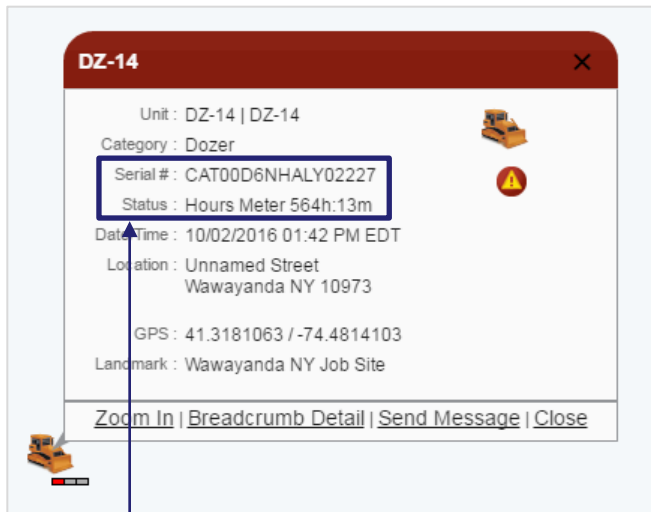 DZ-14
Unit : DZ-14 | DZ-14
Category : Dozer
Serial # : CAT00D6NHALY02227
Status : Hours Meter 564h:13m
Date/Time : 10/02/2016 01:42 PM EDT
Location : Unnamed Street
Wawayanda NY 10973
GPS : 41.3181063 / -74.4814103
Landmark : Wawayanda NY Job Site
Zoom In | Breadcrumb Detail | Send Message | Close